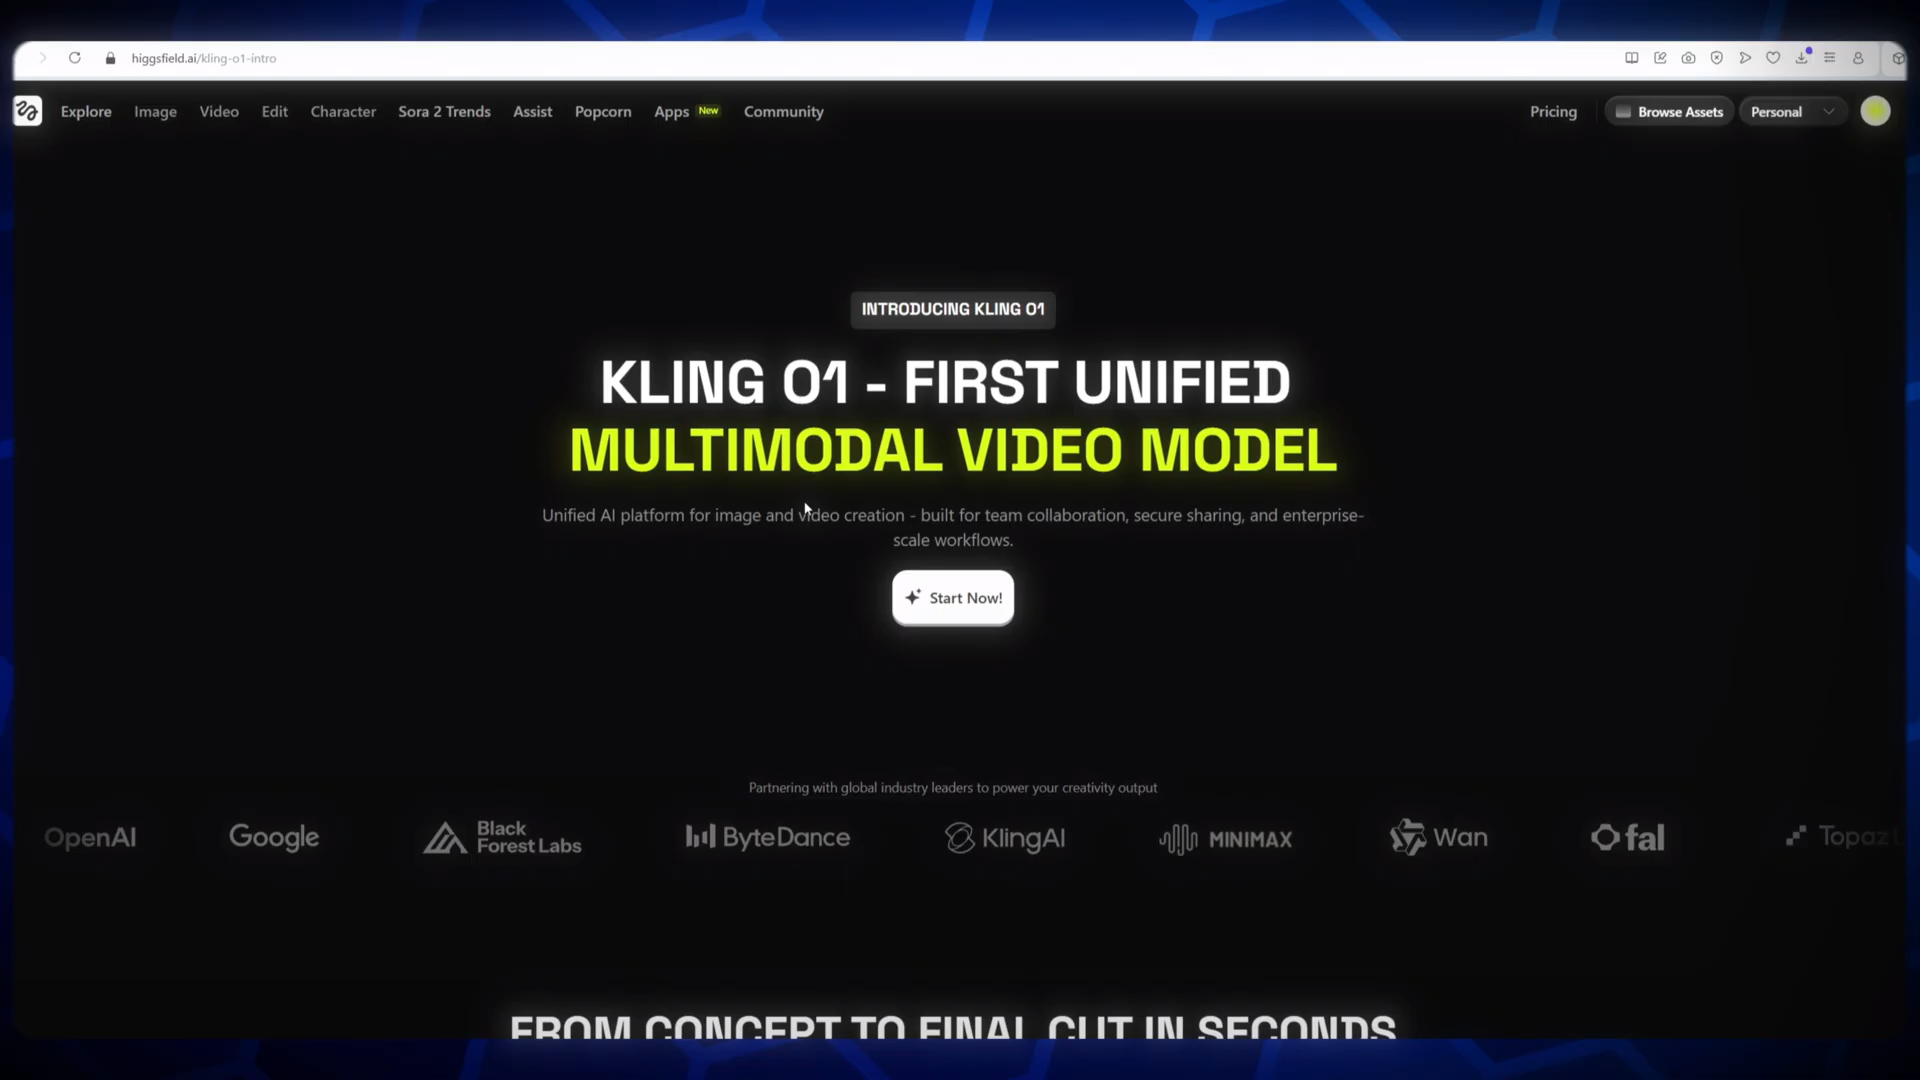 higgsfield.ai/kling-o1-intro
Explore Image Video Edit Character Sora 2 Trends Assist Popcorn Apps New Community Pricing Browse Assets Personal
INTRODUCING KLING O1
KLING O1 - FIRST UNIFIED
MULTIMODAL VIDEO MODEL
Unified AI platform for image and video creation - built for team collaboration, secure sharing, and enterprise-
scale workflows.
Start Now!
Partnering with global industry leaders to power your creativity output
OpenAI Google Black Forest Labs ByteDance KlingAI MINIMAX Wan fal Topaz
FROM CONCEPT TO FINAL CUT IN SECONDS